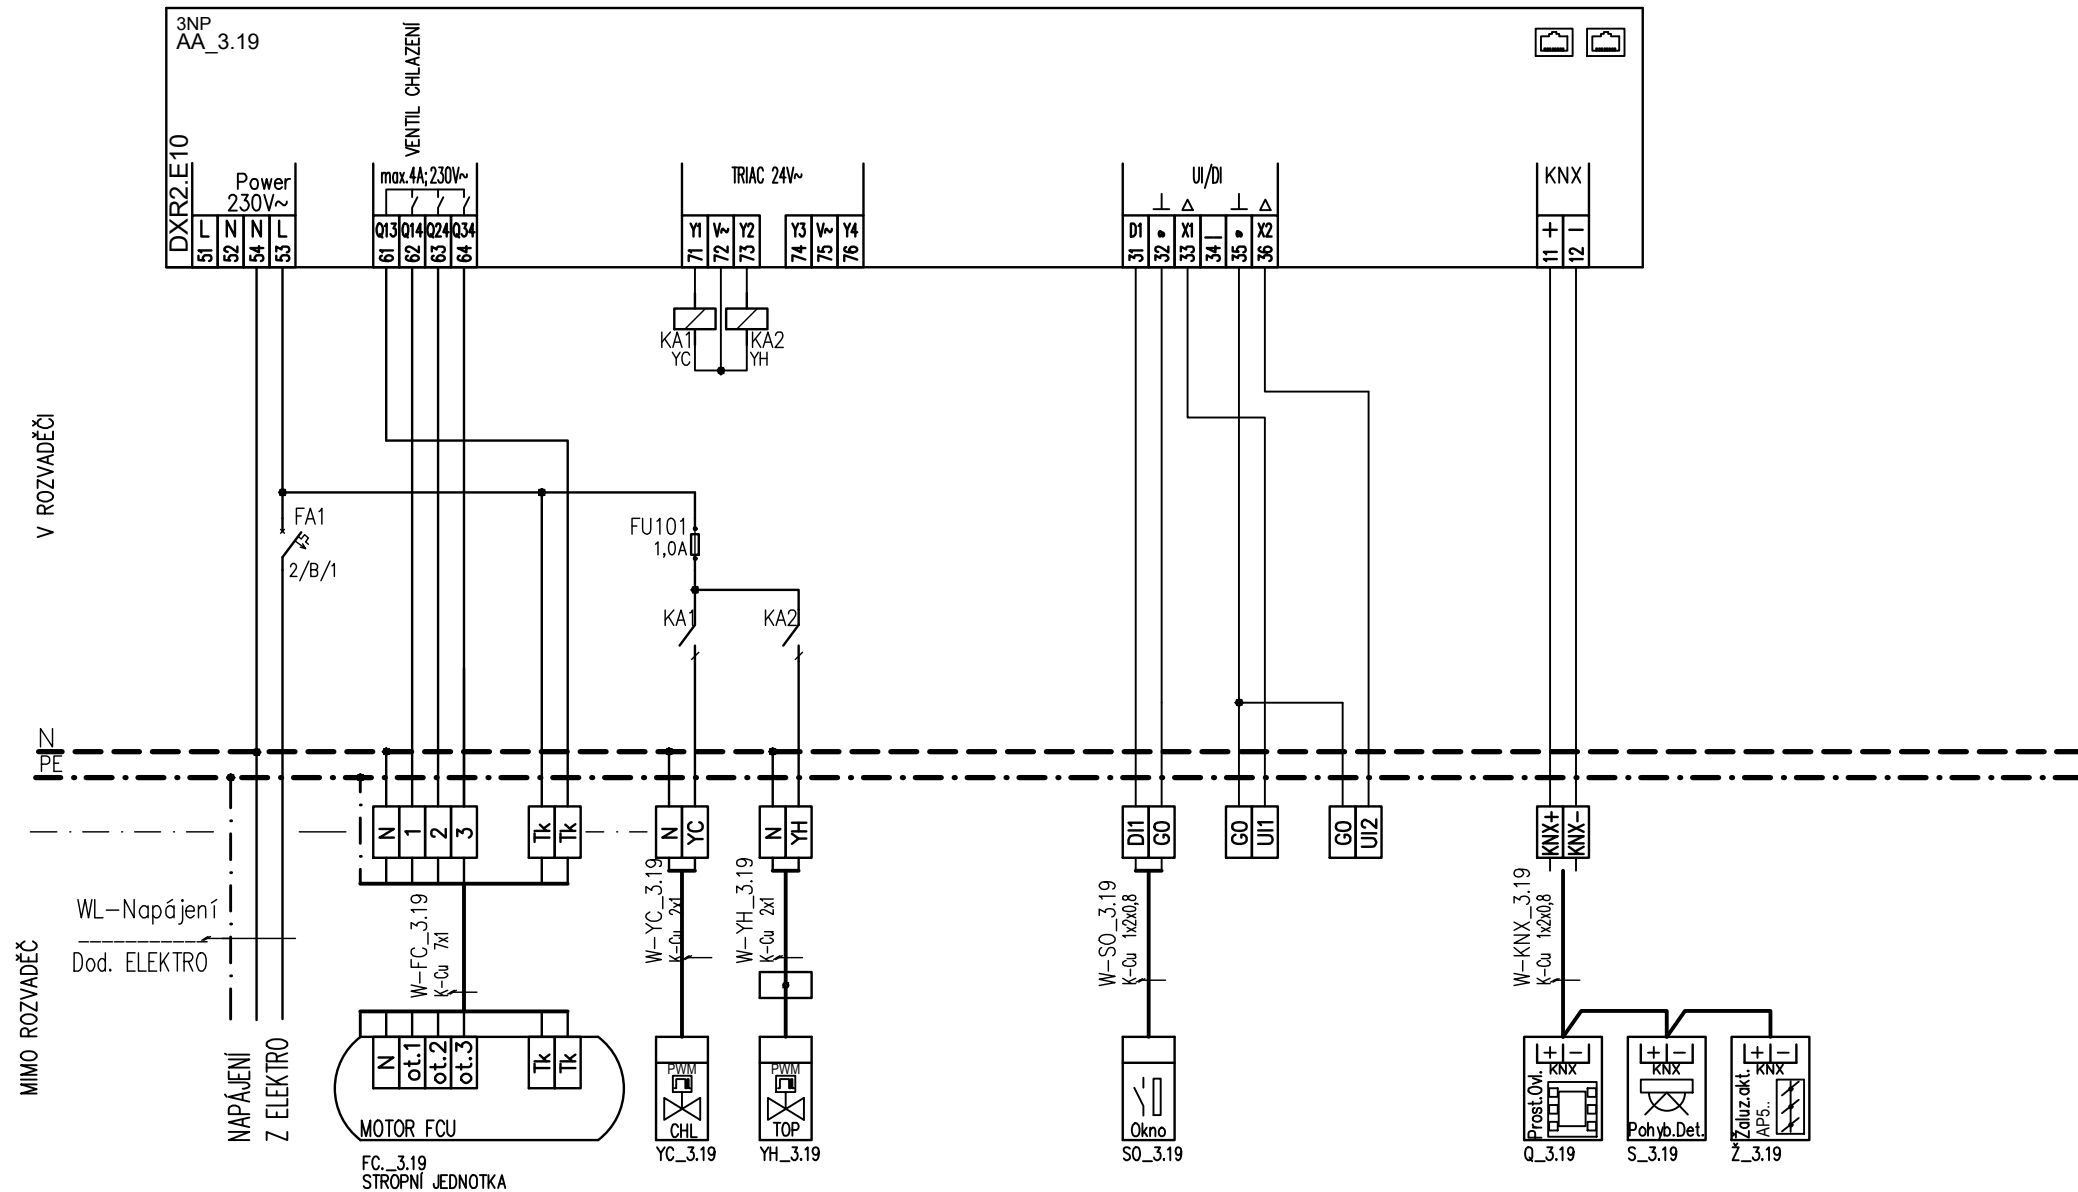 3NP
AA_3.19
DXR2.E10
VENTIL CHLAZENÍ
Power
230V~
max.4A; 230V~
TRIAC 24V~
UI/DI
KNX
L N N L
51 52 54 53
Q13 Q14 Q24 Q34
61 62 63 64
Y1 V~ Y2
71 72 73
Y3 V~ Y4
74 75 76
D1 X1 X2
31 32 33 34 35 36
+ -
11 12
KA1
YC
KA2
YH
V ROZVADĚČI
FA1
2/B/1
FU101
1,0A
KA1
KA2
N
PE
N 1 2 3
Tk Tk
N YC
N YH
DI1 G0
G0 UI1
G0 UI2
KNX+ KNX-
MIMO ROZVADĚČ
WL-Napájení
Dod. ELEKTRO
NAPÁJENÍ
Z ELEKTRO
W-FC_3.19
K-Cu 7x1
W-YC_3.19
K-Cu 2x1
W-YH_3.19
K-Cu 2x1
W-SO_3.19
K-Cu 1x2x0,8
W-KNX_3.19
K-Cu 1x2x0,8
N ot.1 ot.2 ot.3
Tk Tk
MOTOR FCU
FC._3.19
STROPNÍ JEDNOTKA
PWM
CHL
YC_3.19
PWM
TOP
YH_3.19
Okno
SO_3.19
+ -
KNX
Prost.Ovl.
Q_3.19
+ -
KNX
Pohyb.Det.
S_3.19
+ -
KNX
Žaluz.akt.
AP5..
Ž_3.19